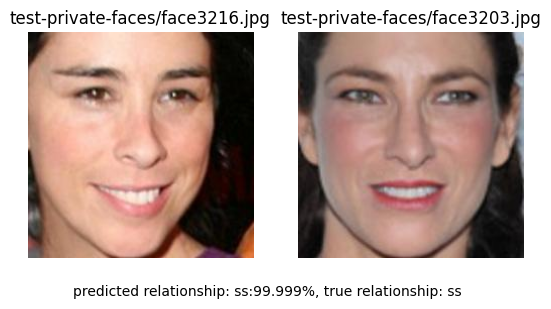 test-private-faces/face3216.jpg
test-private-faces/face3203.jpg
predicted relationship: ss:99.999%, true relationship: ss